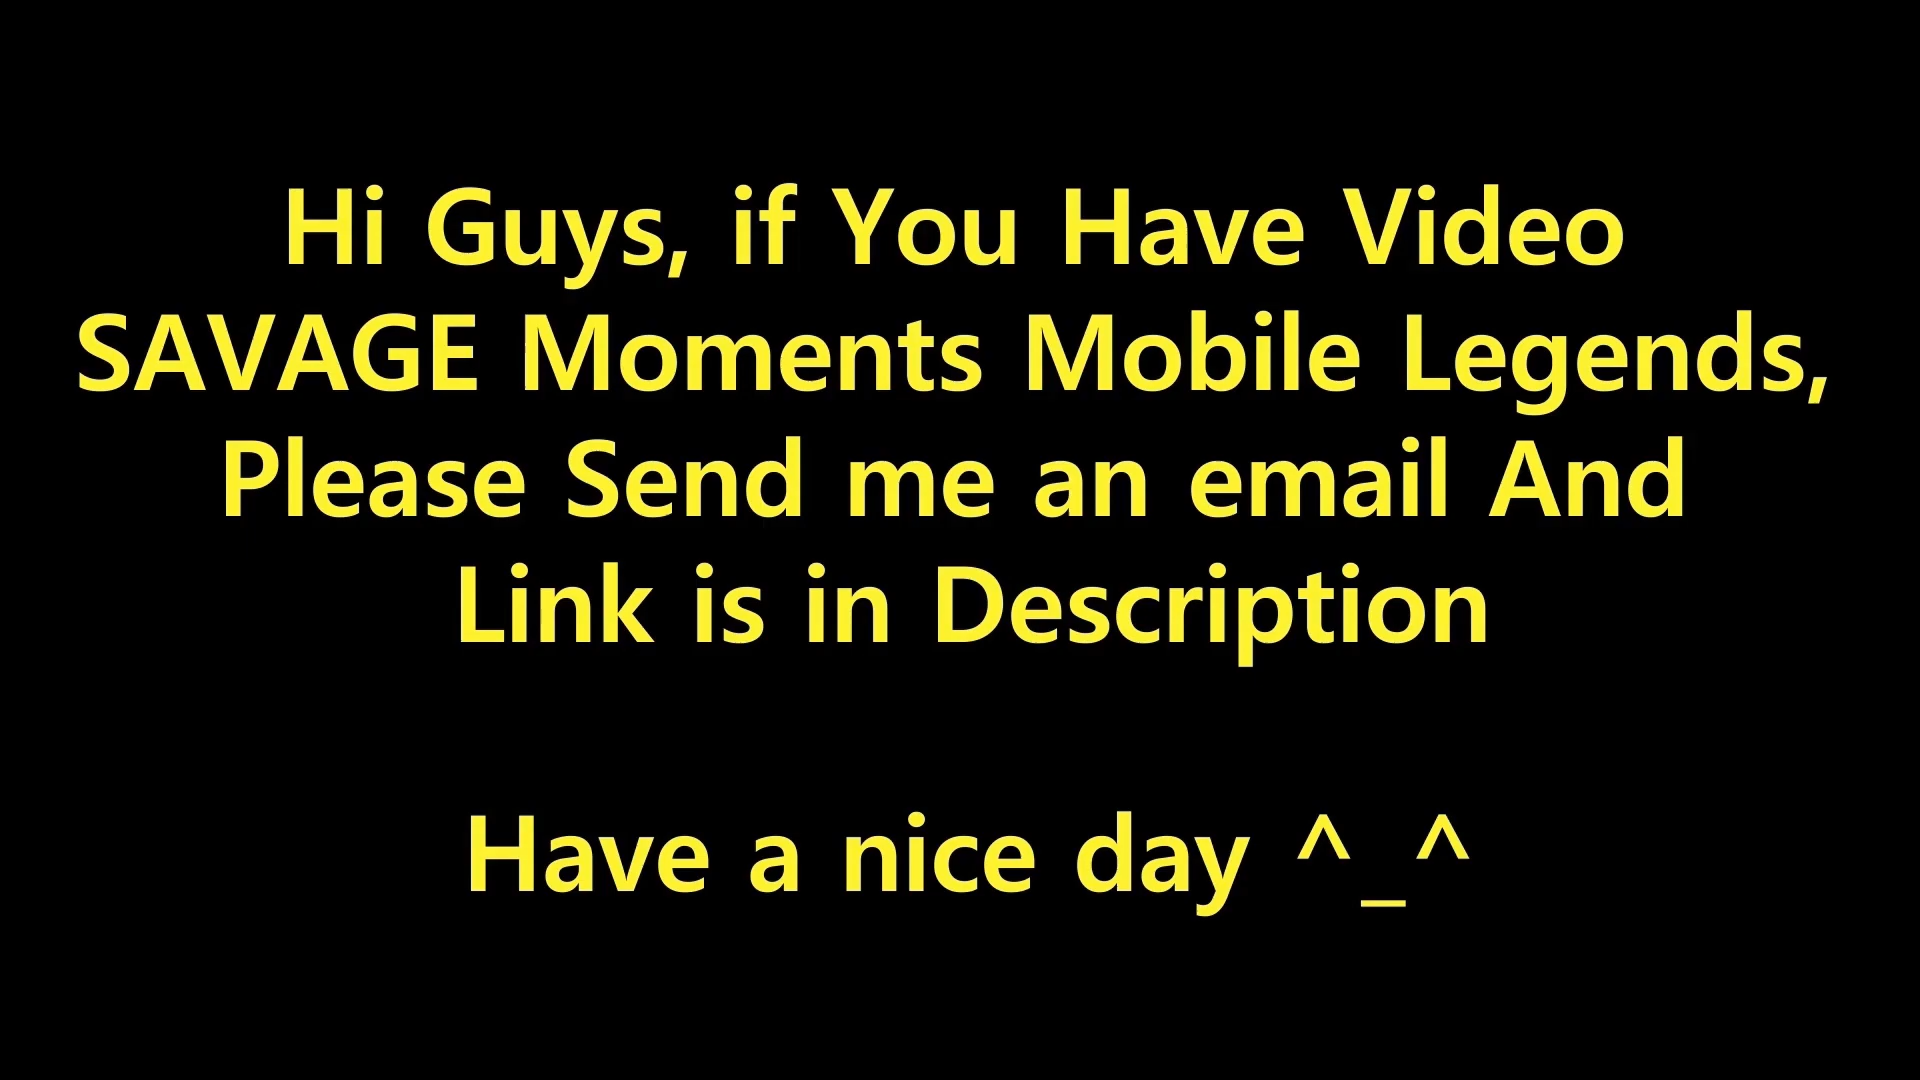 Hi Guys, if You Have Video
SAVAGE Moments Mobile Legends,
Please Send me an email And
Link is in Description
Have a nice day ^_^